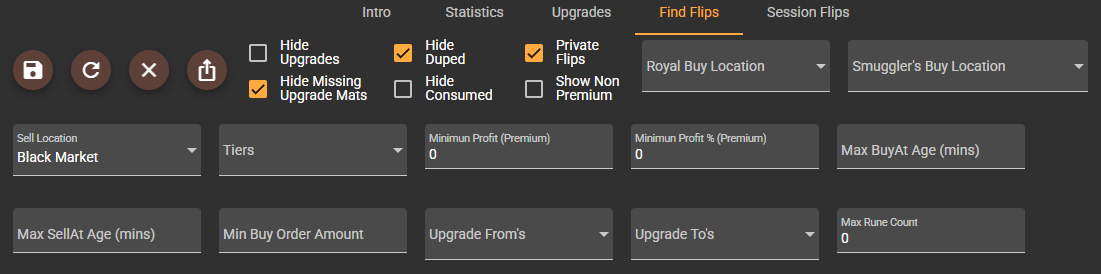 Intro Statistics Upgrades Find Flips Session Flips
Hide Upgrades
Hide Duped
Private Flips
Hide Missing Upgrade Mats
Hide Consumed
Show Non Premium
Royal Buy Location
Smuggler's Buy Location
Sell Location
Black Market
Tiers
Minimun Profit (Premium)
0
Minimun Profit % (Premium)
0
Max BuyAt Age (mins)
Max SellAt Age (mins)
Min Buy Order Amount
Upgrade From's
Upgrade To's
Max Rune Count
0